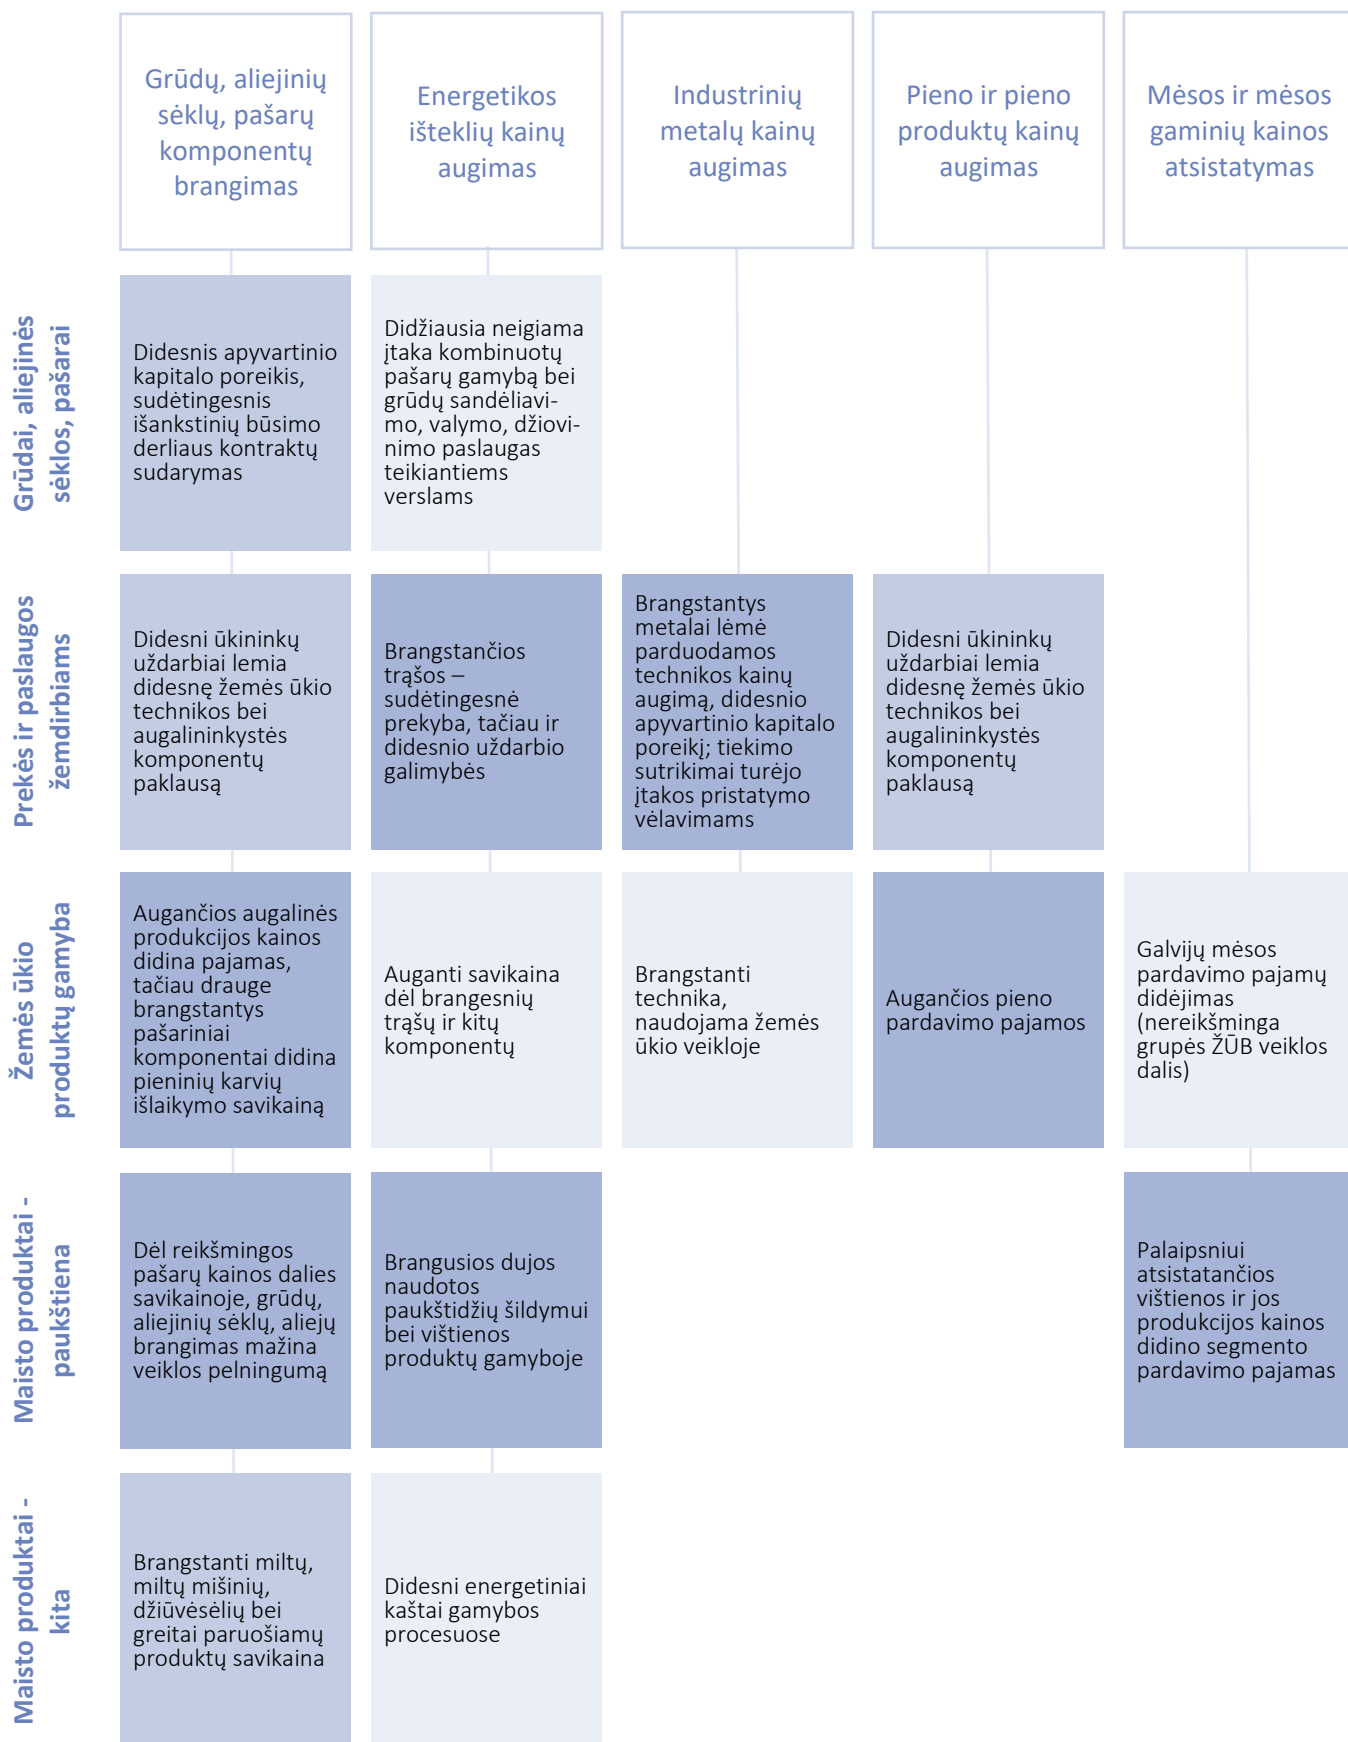 Grūdų, aliejinių
sėklų, pašarų
komponentų
brangimas
Energetikos
išteklių kainų
augimas
Industrinių
metalų kainų
augimas
Pieno ir pieno
produktų kainų
augimas
Mėsos ir mėsos
gaminių kainos
atsistatymas
Grūdai, aliejinės
sėklos, pašarai
Didesnis apyvartinio
kapitalo poreikis,
sudėtingesnis
išankstinių būsimo
derliaus kontraktų
sudarymas
Didžiausia neigiama
įtaka kombinuotų
pašarų gamybą bei
grūdų sandėliavi-
mo, valymo, džiovi-
nimo paslaugas
teikiantiems
verslams
Prekės ir paslaugos
žemdirbiams
Didesni ūkininkų
uždarbiai lemia
didesnę žemės ūkio
technikos bei
augalininkystės
komponentų
paklausą
Brangstančios
trąšos –
sudėtingesnė
prekyba, tačiau ir
didesnio uždarbio
galimybės
Brangstantys
metalai lėmė
parduodamos
technikos kainų
augimą, didesnio
apyvartinio kapitalo
poreikį; tiekimo
sutrikimai turėjo
įtakos pristatymo
vėlavimams
Didesni ūkininkų
uždarbiai lemia
didesnę žemės ūkio
technikos bei
augalininkystės
komponentų
paklausą
Žemės ūkio
produktų gamyba
Augančios augalinės
produkcijos kainos
didina pajamas,
tačiau drauge
brangstantys
pašariniai
komponentai didina
pieninių karvių
išlaikymo savikainą
Auganti savikaina
dėl brangesnių
trąšų ir kitų
komponentų
Brangstanti
technika,
naudojama žemės
ūkio veikloje
Augančios pieno
pardavimo pajamos
Galvijų mėsos
pardavimo pajamų
didėjimas
(nereikšminga
grupės ŽŪB veiklos
dalis)
Maisto produktai -
paukštiena
Dėl reikšmingos
pašarų kainos dalies
savikainoje, grūdų,
aliejinių sėklų, aliejų
brangimas mažina
veiklos pelningumą
Brangusios dujos
naudotos
paukštidžių šildymui
bei vištienos
produktų gamyboje
Palaipsniui
atsistatančios
vištienos ir jos
produkcijos kainos
didino segmento
pardavimo pajamas
Maisto produktai -
kita
Brangstanti miltų,
miltų mišinių,
džiūvėsėlių bei
greitai paruošiamų
produktų savikaina
Didesni energetiniai
kaštai gamybos
procesuose